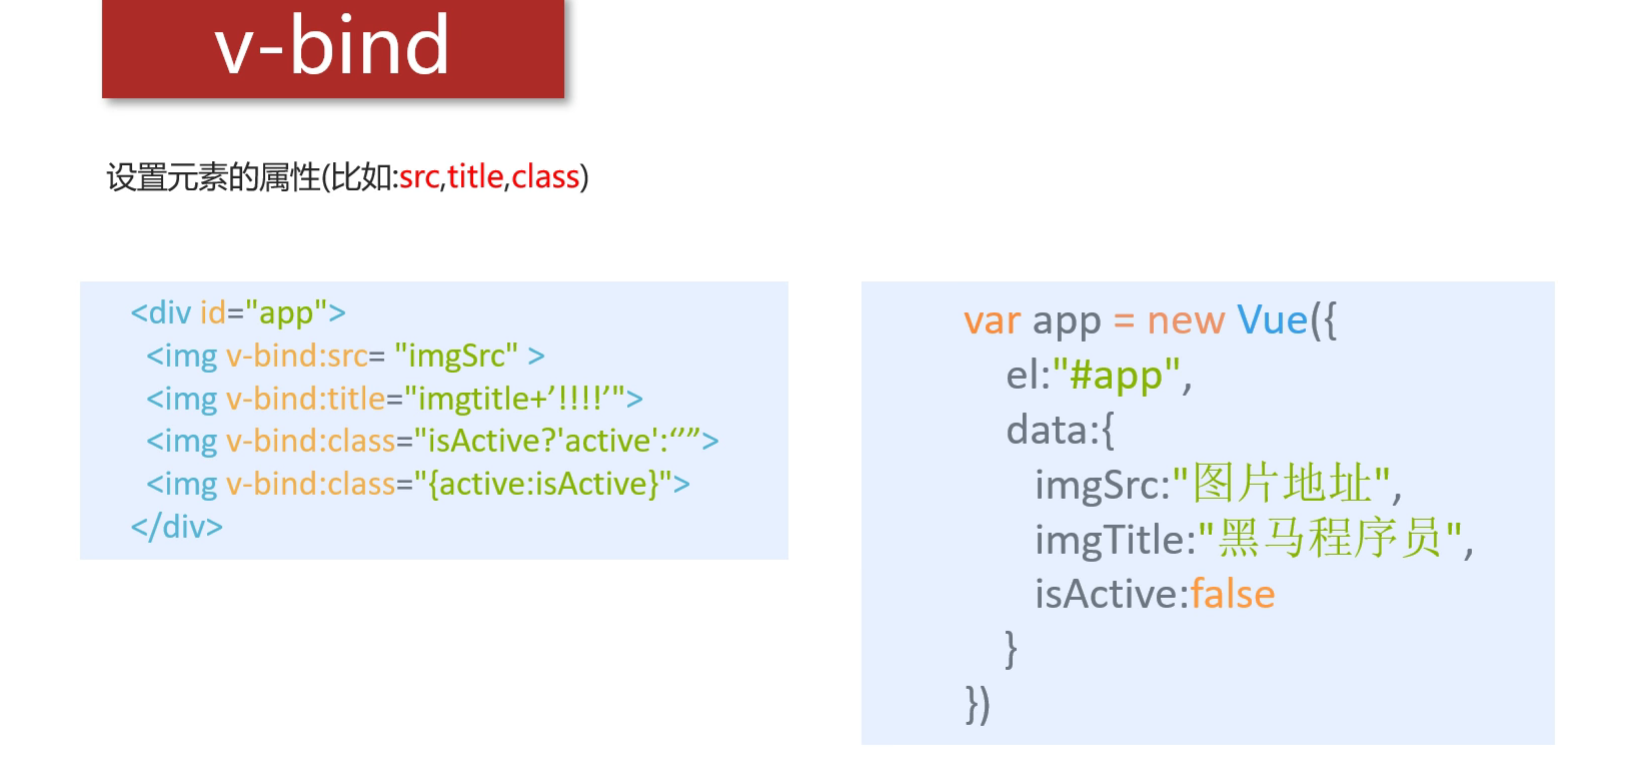 v-bind
设置元素的属性(比如:src,title,class)
<div id="app">
<img v-bind:src= "imgSrc" >
<img v-bind:title="imgtitle+’!!!!’">
<img v-bind:class="isActive?'active':‘’”>
<img v-bind:class="{active:isActive}">
</div>
var app = new Vue({
el:"#app",
data:{
imgSrc:"图片地址",
imgTitle:"黑马程序员",
isActive:false
}
})